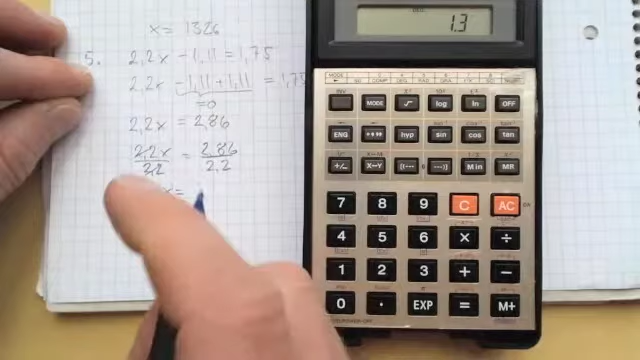 x = 1326
5. 2,2x - 1,11 = 1,75
2,2x - 1,11 + 1,11 = 1,75
=0
2,2x = 2,86
2,2x = 2,86
2,2 2,2
x =
1.3
MODE
MODE √ log ln OFF
ENG hyp sin cos tan
+/- X↔Y [(--- ---)] M in MR
7 8 9 C AC
4 5 6 × ÷
1 2 3 + −
0 · EXP = M+